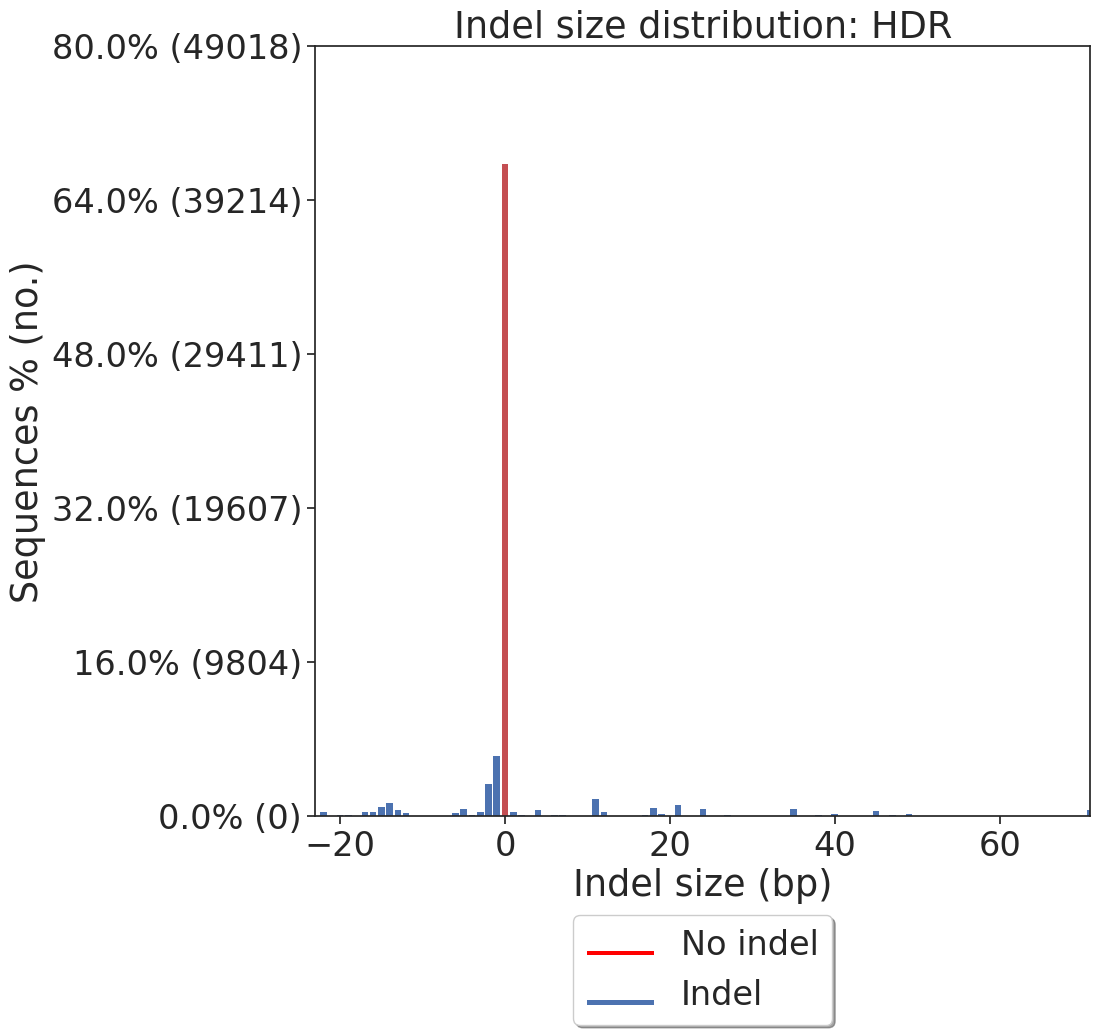 Indel size distribution: HDR
80.0% (49018)
64.0% (39214)
48.0% (29411)
32.0% (19607)
16.0% (9804)
0.0% (0)
Sequences % (no.)
−20 0 20 40 60
Indel size (bp)
No indel
Indel